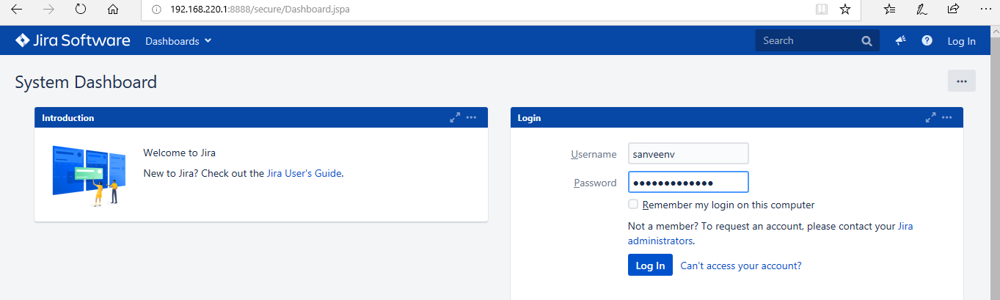 192.168.220.1:8888/secure/Dashboard.jspa
Jira Software Dashboards Search Log In
System Dashboard
Introduction
Welcome to Jira
New to Jira? Check out the Jira User's Guide.
Login
Username sanveenv
Password •••••••••••••
Remember my login on this computer
Not a member? To request an account, please contact your Jira
administrators.
Log In Can't access your account?